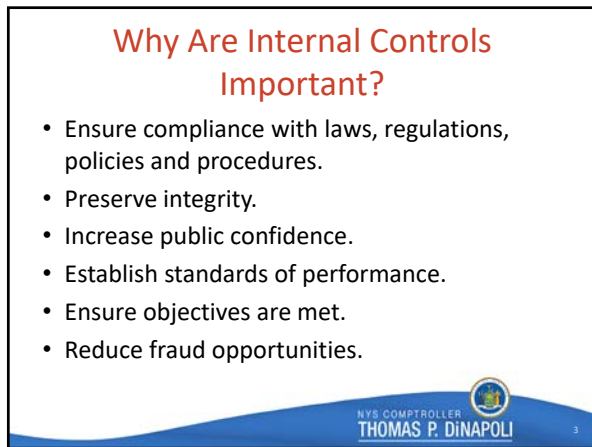 Why Are Internal Controls
Important?
• Ensure compliance with laws, regulations,
policies and procedures.
• Preserve integrity.
• Increase public confidence.
• Establish standards of performance.
• Ensure objectives are met.
• Reduce fraud opportunities.
NYS COMPTROLLER
THOMAS P. DiNAPOLI
3